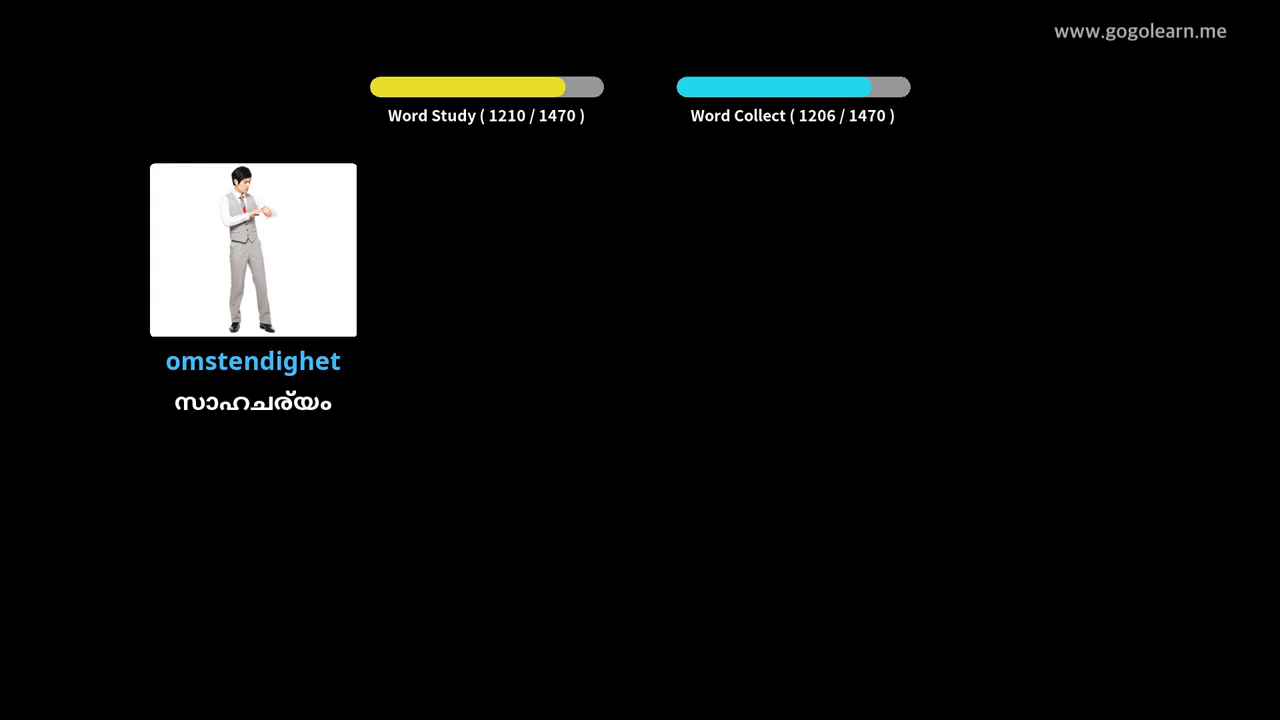 www.gogolearn.me
Word Study ( 1210 / 1470 )
Word Collect ( 1206 / 1470 )
omstendighet
സാഹചര്യം